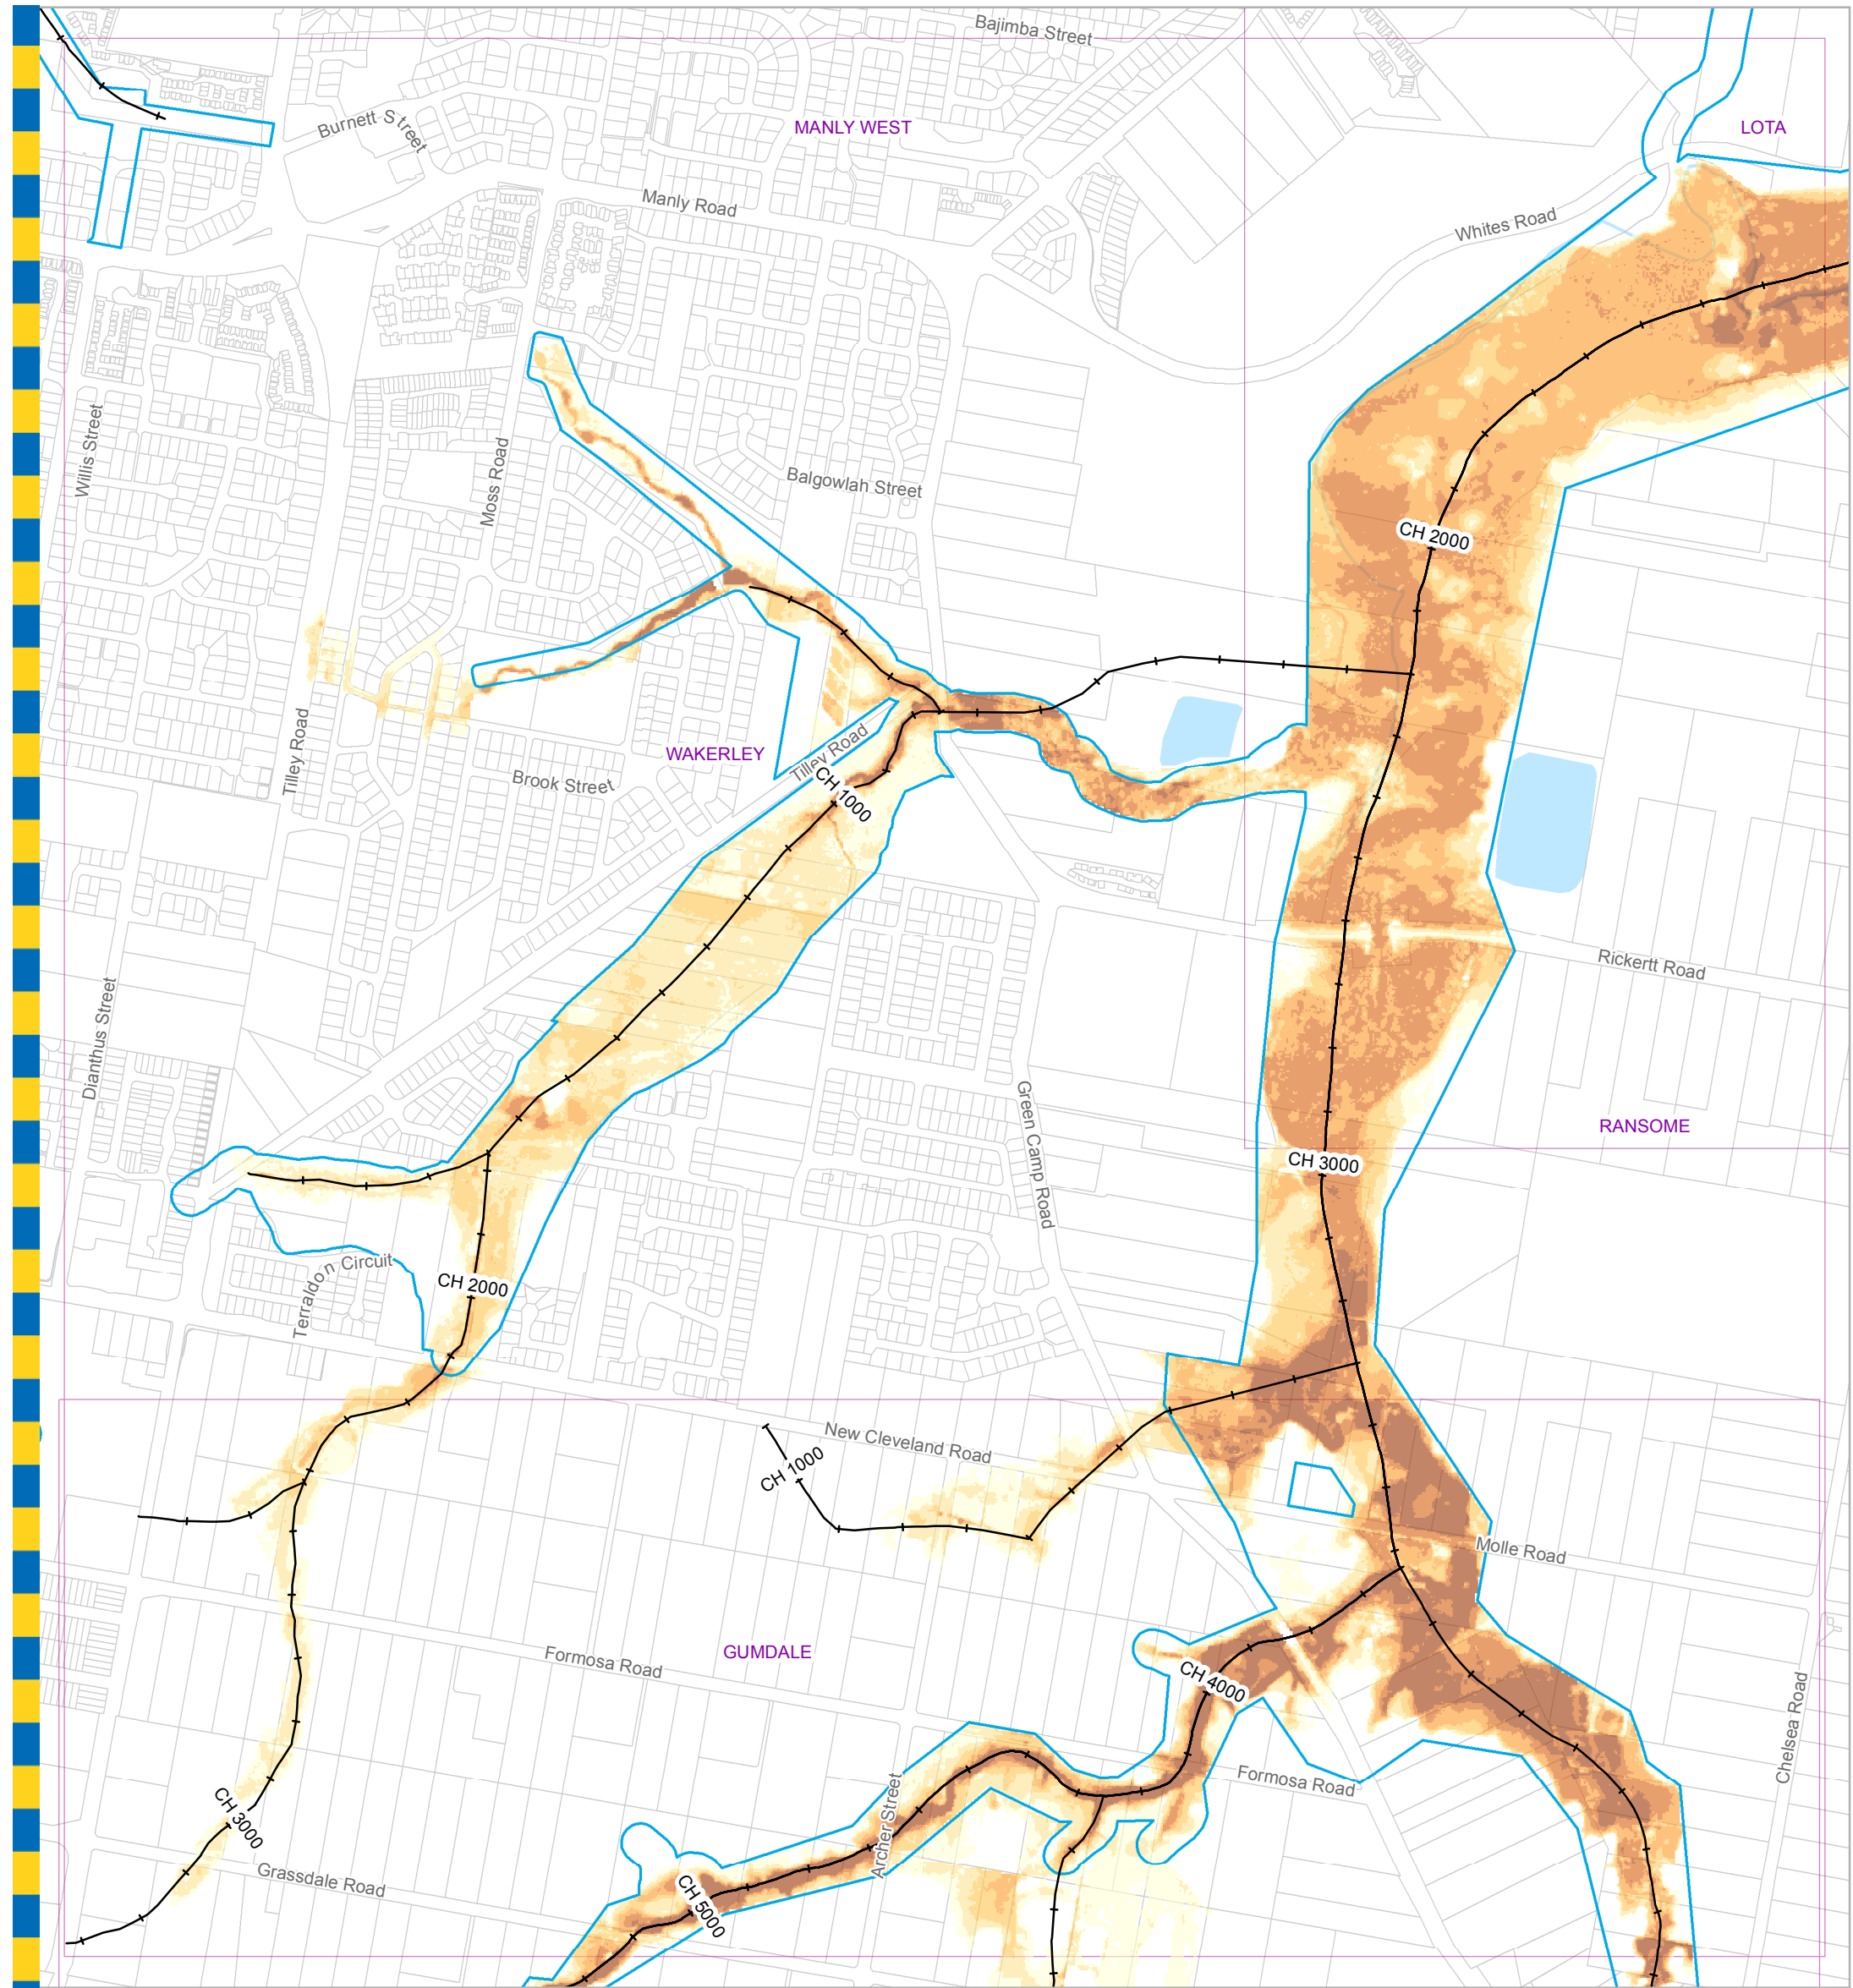 Bajimba Street
MANLY WEST
LOTA
Burnett Street
Manly Road
Whites Road
Willis Street
Moss Road
Balgowlah Street
CH 2000
WAKERLEY
Tilley Road
Tilley Road
Brook Street
CH 1000
Rickertt Road
Dianthus Street
Green Camp Road
RANSOME
CH 3000
Terraldon Circuit
CH 2000
New Cleveland Road
CH 1000
Molle Road
Formosa Road
GUMDALE
CH 4000
Chelsea Road
Formosa Road
Archer Street
CH 3000
Grassdale Road
CH 5000